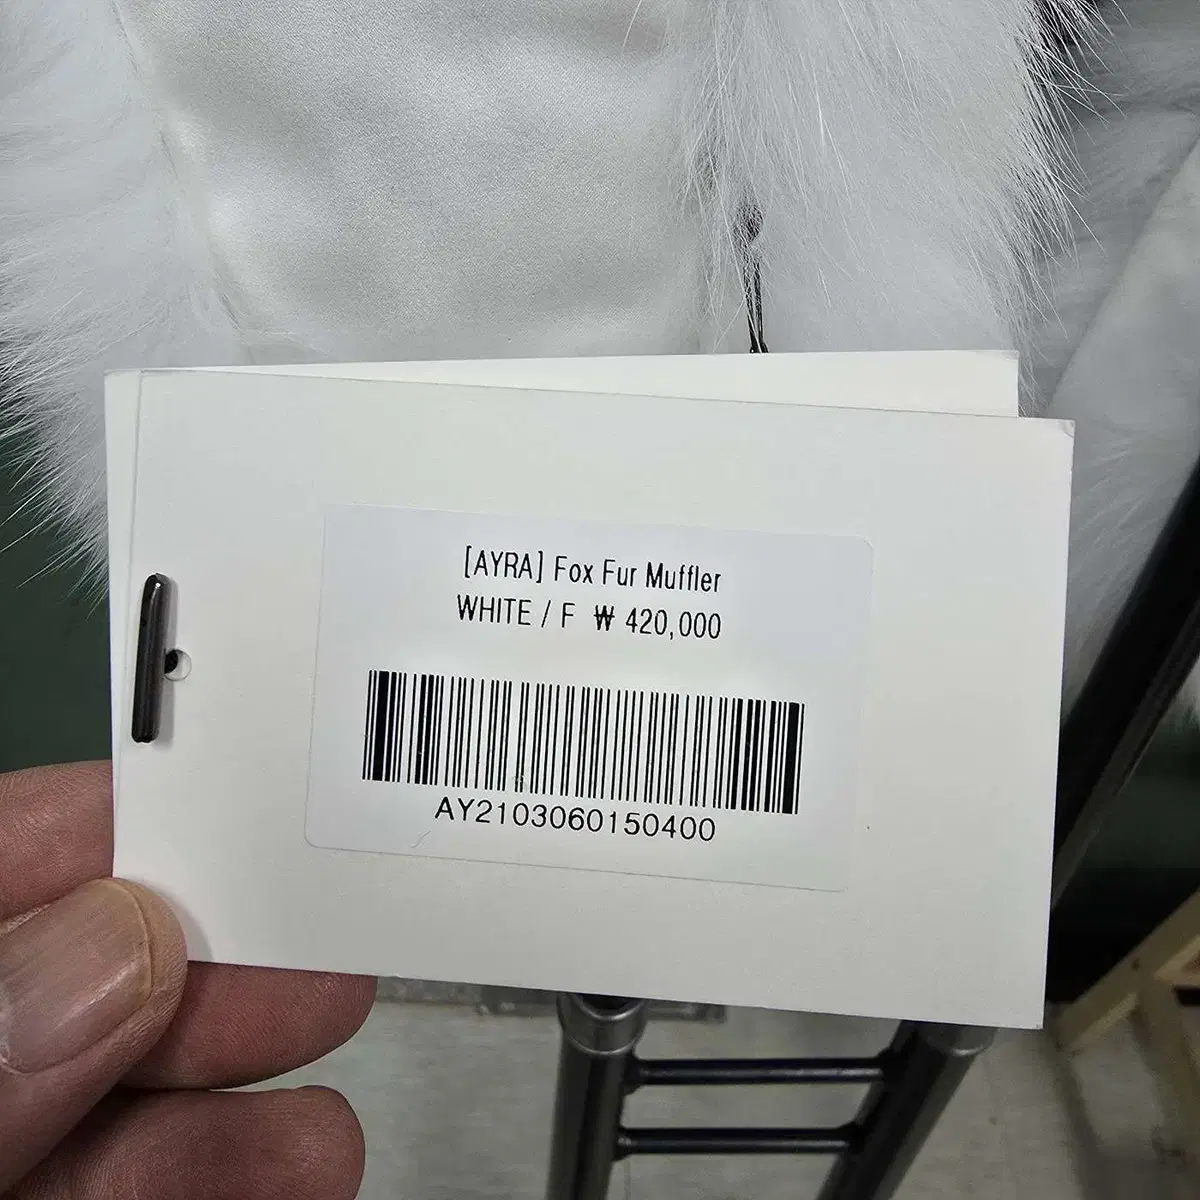 [AYRA] Fox Fur Muffler
WHITE / F ₩ 420,000
AY2103060150400